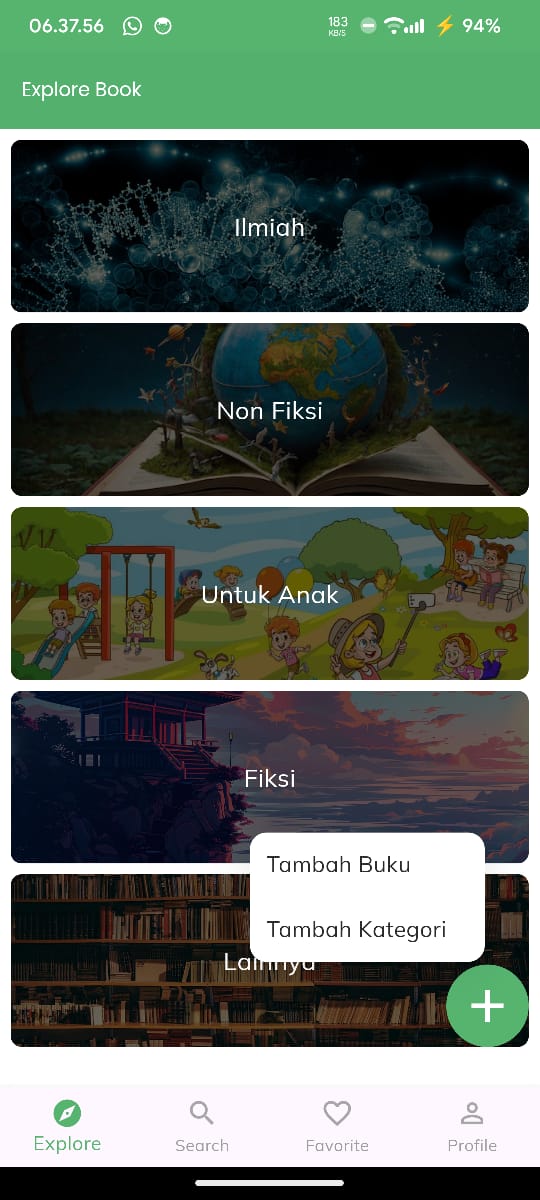 06.37.56
183
KB/S
94%
Explore Book
Ilmiah
Non Fiksi
Untuk Anak
Fiksi
Tambah Buku
Tambah Kategori
Lainnya
Explore
Search
Favorite
Profile